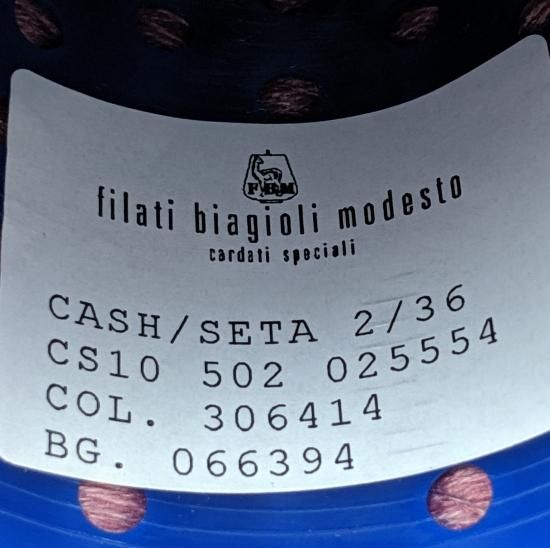 FBM
filati biagioli modesto
cardati speciali
CASH/SETA 2/36
CS10 502 025554
COL. 306414
BG. 066394